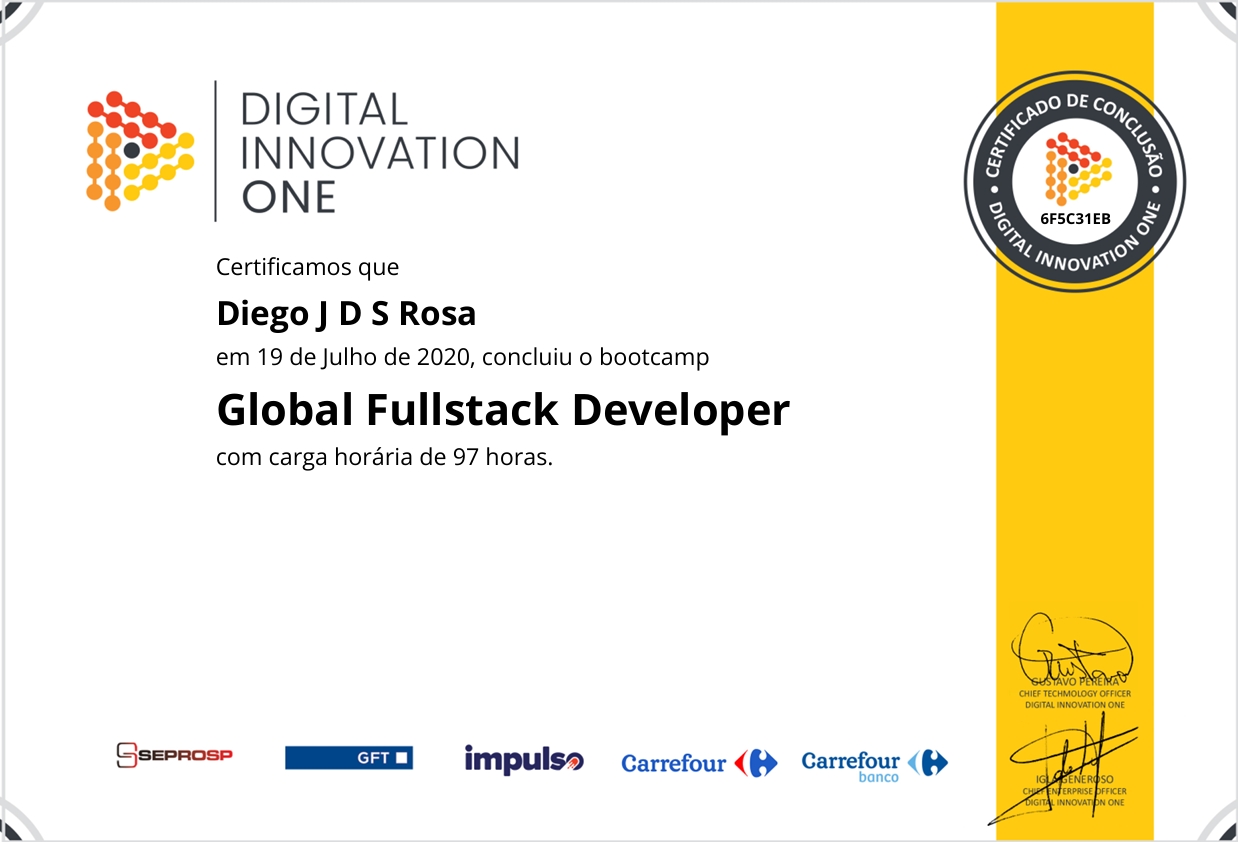 DIGITAL
INNOVATION
ONE
CERTIFICADO DE CONCLUSÃO
6F5C31EB
DIGITAL INNOVATION ONE
Certificamos que
Diego J D S Rosa
em 19 de Julho de 2020, concluiu o bootcamp
Global Fullstack Developer
com carga horária de 97 horas.
Gustavo
GUSTAVO PEREIRA
CHIEF TECHNOLOGY OFFICER
DIGITAL INNOVATION ONE
SEPROSP
GFT
impulso
Carrefour
Carrefour
banco
IGLÁ GENEROSO
CHIEF ENTERPRISE OFFICER
DIGITAL INNOVATION ONE